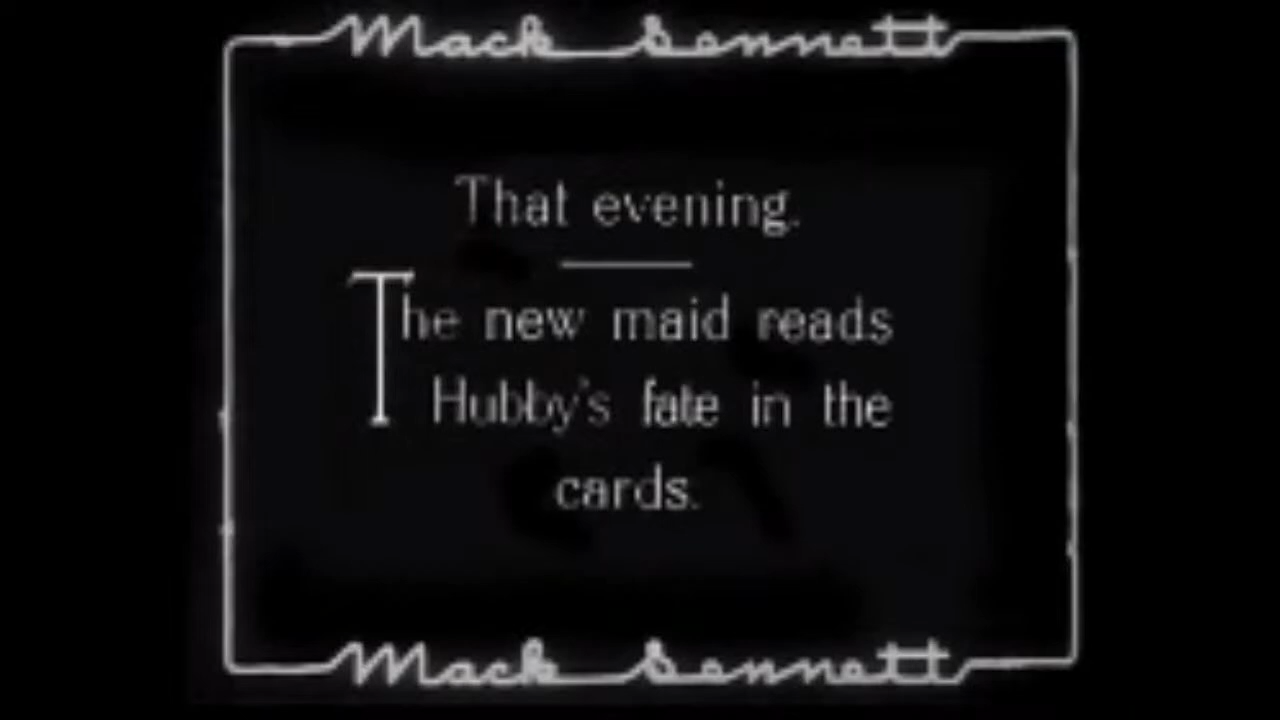 Mack Sennett
That evening.
The new maid reads
Hubby's fate in the
cards.
Mack Sennett